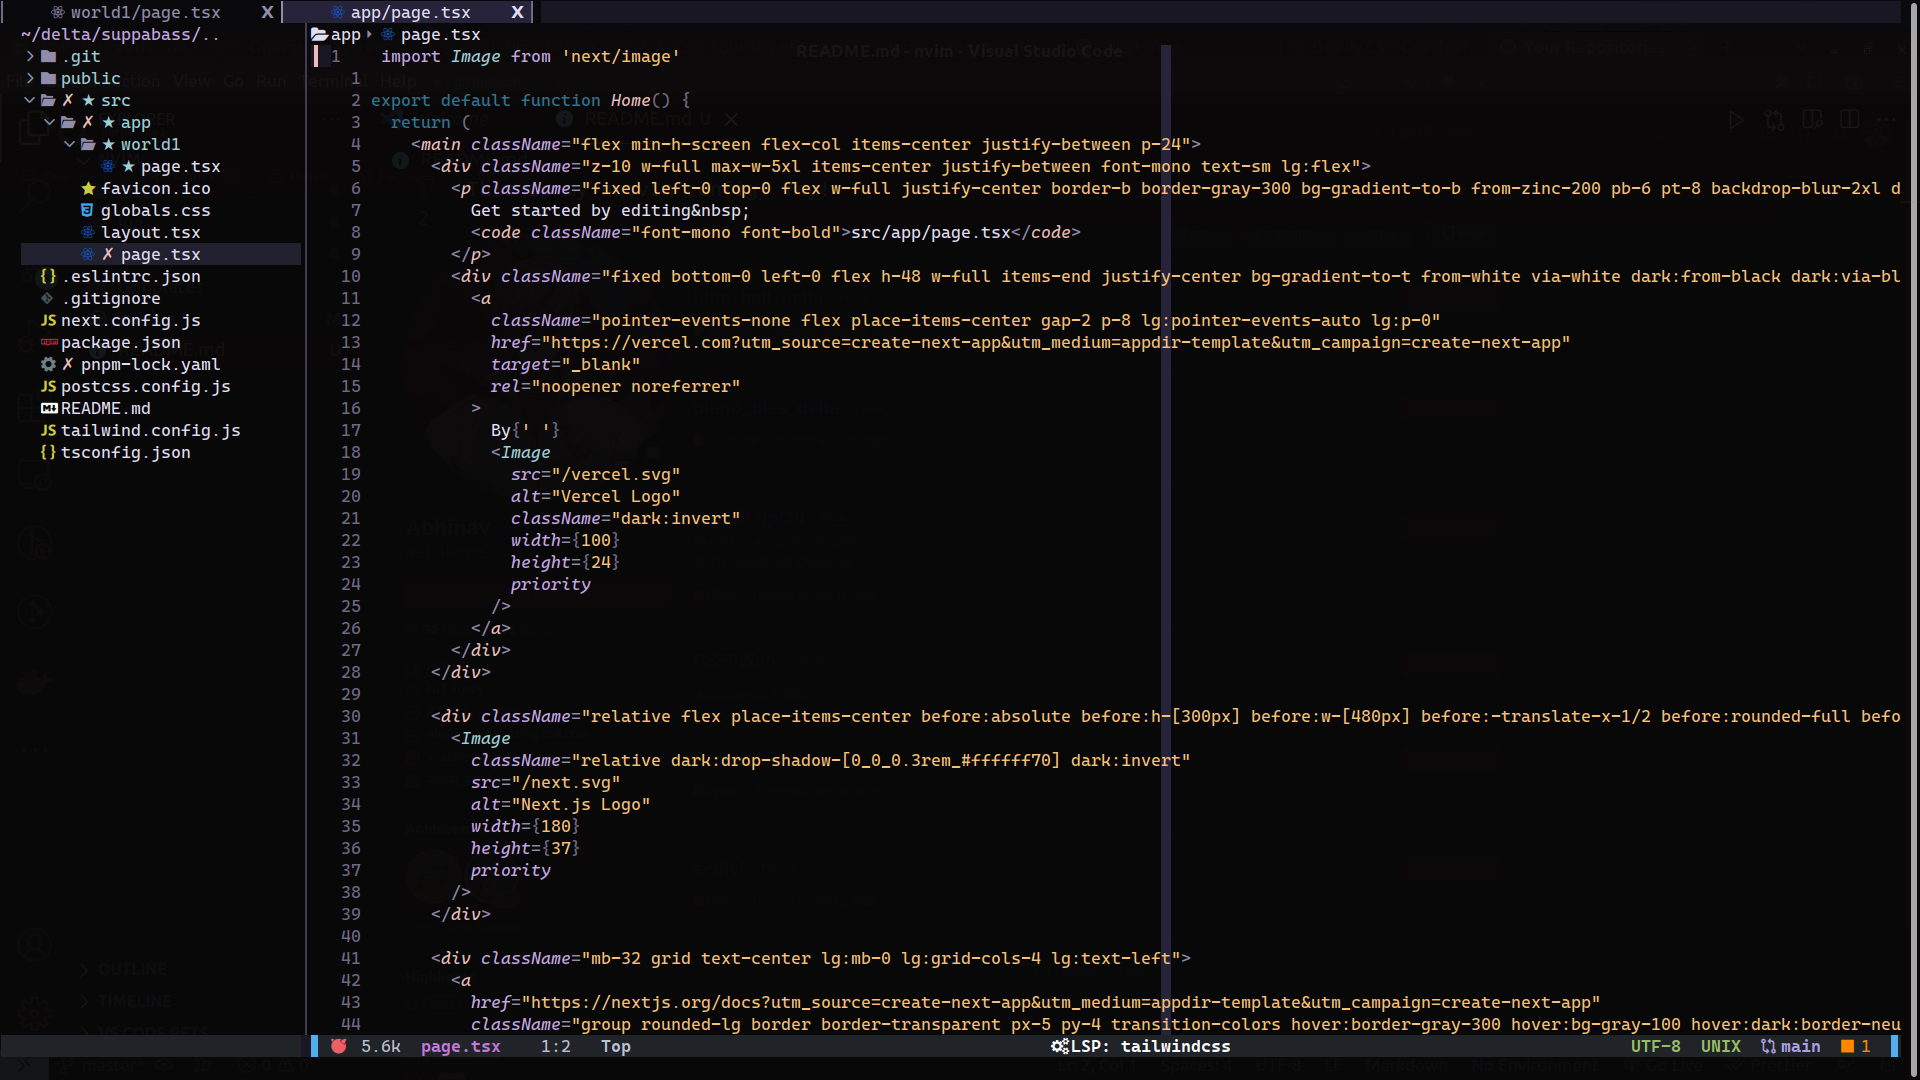 world1/page.tsx X app/page.tsx X
~/delta/suppabass/..
.git
public
src
app
world1
page.tsx
favicon.ico
globals.css
layout.tsx
page.tsx
.eslintrc.json
.gitignore
next.config.js
package.json
pnpm-lock.yaml
postcss.config.js
README.md
tailwind.config.js
tsconfig.json
app page.tsx
README.md - nvim - Visual Studio Code
1 import Image from 'next/image'
1
2 export default function Home() {
3 return (
4 <main className="flex min-h-screen flex-col items-center justify-between p-24">
5 <div className="z-10 w-full max-w-5xl items-center justify-between font-mono text-sm lg:flex">
6 <p className="fixed left-0 top-0 flex w-full justify-center border-b border-gray-300 bg-gradient-to-b from-zinc-200 pb-6 pt-8 backdrop-blur-2xl d
7 Get started by editing&nbsp;
8 <code className="font-mono font-bold">src/app/page.tsx</code>
9 </p>
10 <div className="fixed bottom-0 left-0 flex h-48 w-full items-end justify-center bg-gradient-to-t from-white via-white dark:from-black dark:via-bl
11 <a
12 className="pointer-events-none flex place-items-center gap-2 p-8 lg:pointer-events-auto lg:p-0"
13 href="https://vercel.com?utm_source=create-next-app&utm_medium=appdir-template&utm_campaign=create-next-app"
14 target="_blank"
15 rel="noopener noreferrer"
16 >
17 By{' '}
18 <Image
19 src="/vercel.svg"
20 alt="Vercel Logo"
21 className="dark:invert"
22 width={100}
23 height={24}
24 priority
25 />
26 </a>
27 </div>
28 </div>
29
30 <div className="relative flex place-items-center before:absolute before:h-[300px] before:w-[480px] before:-translate-x-1/2 before:rounded-full befo
31 <Image
32 className="relative dark:drop-shadow-[0_0_0.3rem_#ffffff70] dark:invert"
33 src="/next.svg"
34 alt="Next.js Logo"
35 width={180}
36 height={37}
37 priority
38 />
39 </div>
40
41 <div className="mb-32 grid text-center lg:mb-0 lg:grid-cols-4 lg:text-left">
42 <a
43 href="https://nextjs.org/docs?utm_source=create-next-app&utm_medium=appdir-template&utm_campaign=create-next-app"
44 className="group rounded-lg border border-transparent px-5 py-4 transition-colors hover:border-gray-300 hover:bg-gray-100 hover:dark:border-neu
OUTLINE
TIMELINE
5.6k page.tsx 1:2 Top LSP: tailwindcss UTF-8 UNIX main 1